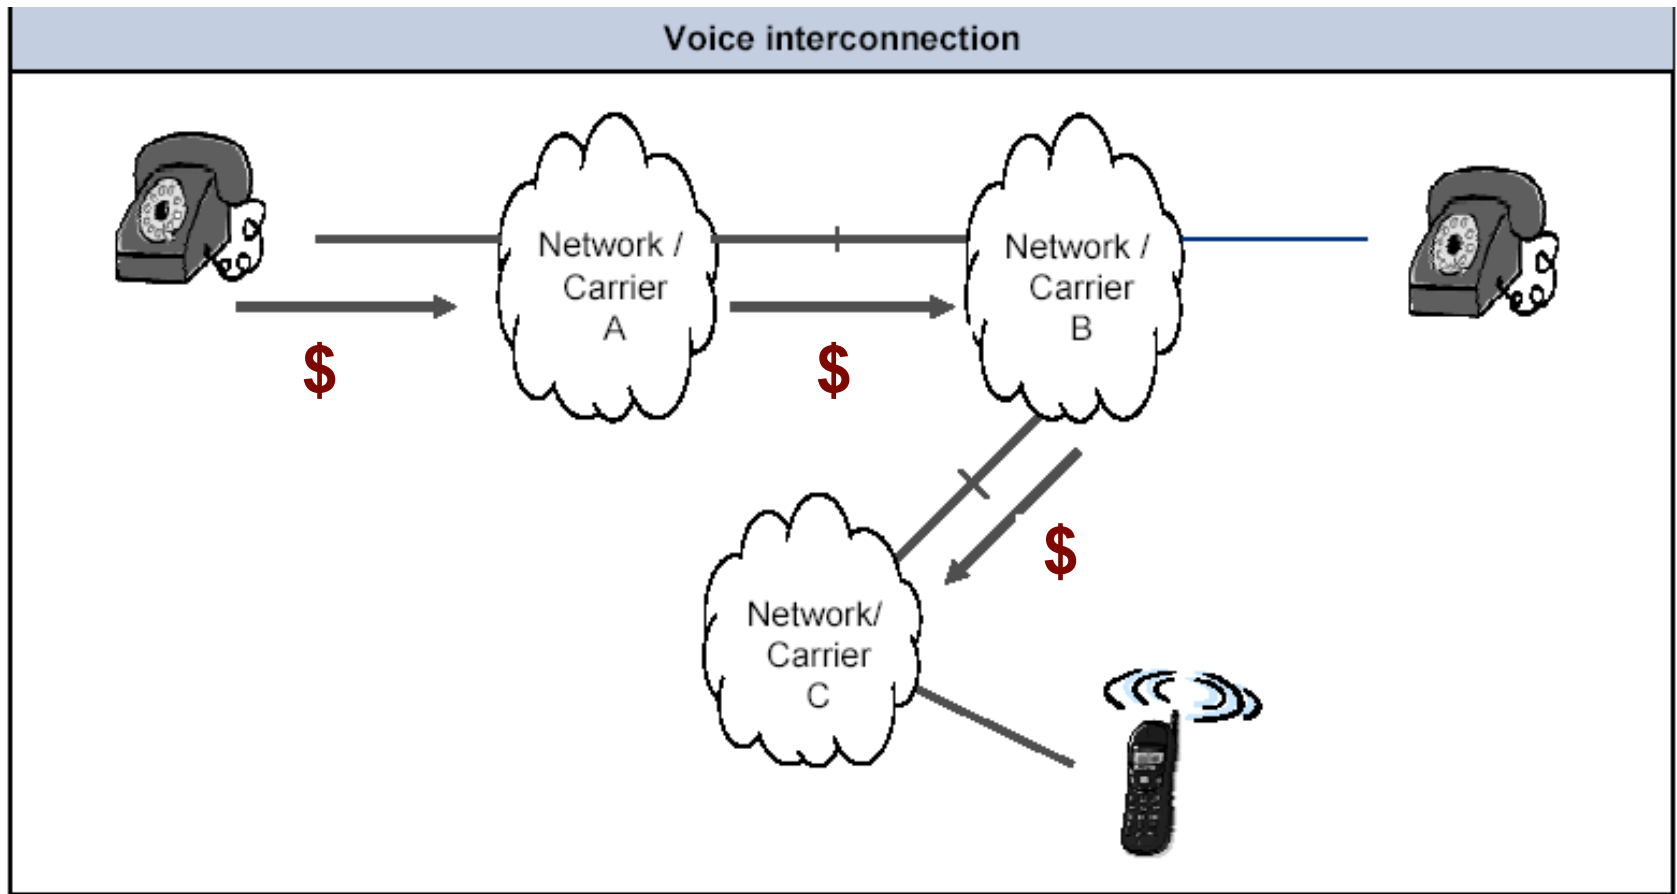 Voice interconnection
Network /
Carrier
A
Network /
Carrier
B
$
$
$
Network/
Carrier
C